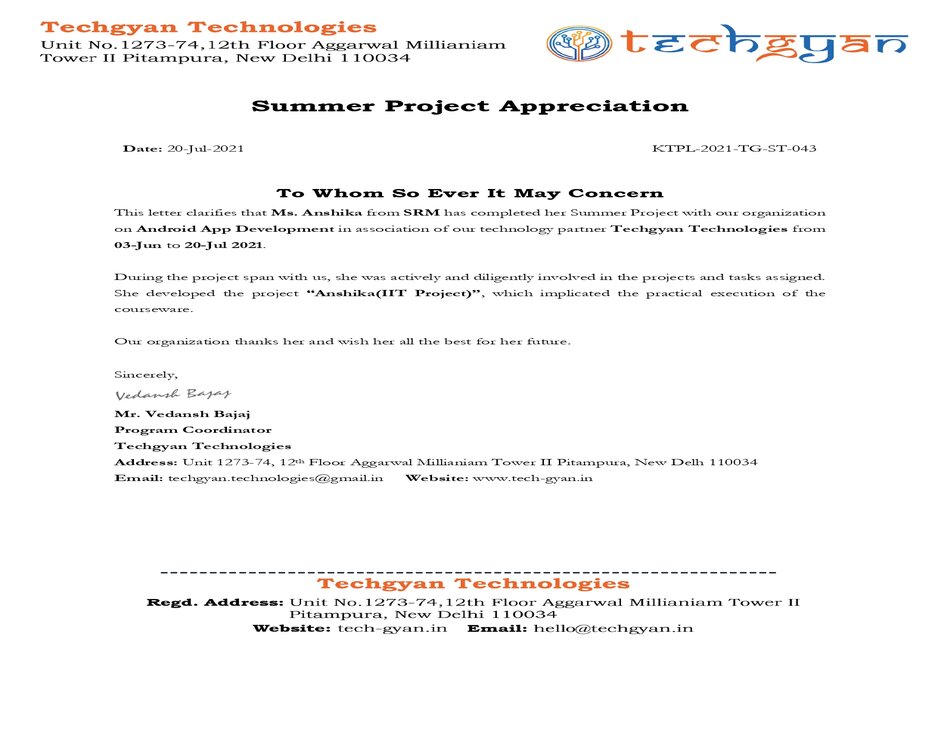 Techgyan Technologies
Unit No.1273-74,12th Floor Aggarwal Millianiam
Tower II Pitampura, New Delhi 110034
techgyan
Summer Project Appreciation
Date: 20-Jul-2021 KTPL-2021-TG-ST-043
To Whom So Ever It May Concern
This letter clarifies that Ms. Anshika from SRM has completed her Summer Project with our organization
on Android App Development in association of our technology partner Techgyan Technologies from
03-Jun to 20-Jul 2021.
During the project span with us, she was actively and diligently involved in the projects and tasks assigned.
She developed the project “Anshika(IIT Project)”, which implicated the practical execution of the
courseware.
Our organization thanks her and wish her all the best for her future.
Sincerely,
Vedansh Bajaj
Mr. Vedansh Bajaj
Program Coordinator
Techgyan Technologies
Address: Unit 1273-74, 12th Floor Aggarwal Millianiam Tower II Pitampura, New Delh 110034
Email: techgyan.technologies@gmail.in Website: www.tech-gyan.in
Techgyan Technologies
Regd. Address: Unit No.1273-74,12th Floor Aggarwal Millianiam Tower II
Pitampura, New Delhi 110034
Website: tech-gyan.in Email: hello@techgyan.in